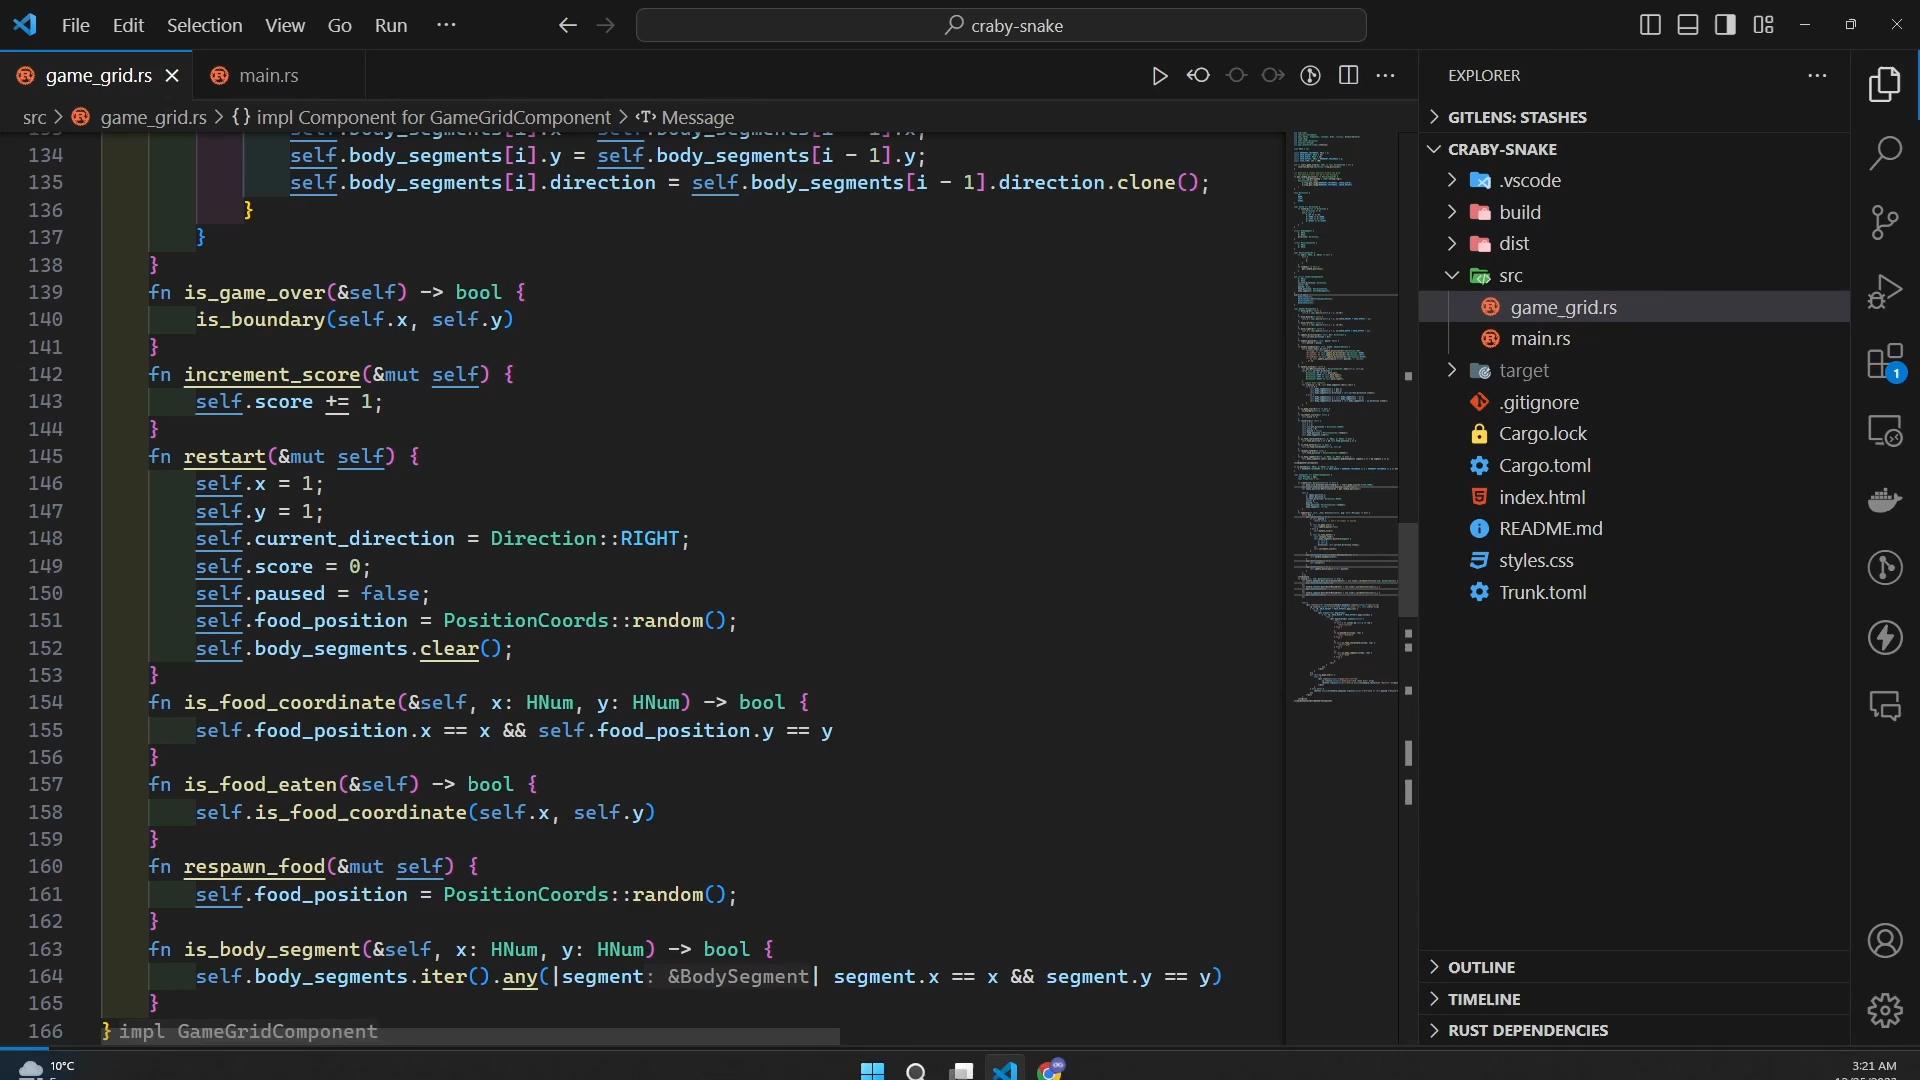 File Edit Selection View Go Run ···
craby-snake
game_grid.rs
main.rs
src > game_grid.rs > {} impl Component for GameGridComponent > Message
134 self.body_segments[i].y = self.body_segments[i - 1].y;
135 self.body_segments[i].direction = self.body_segments[i - 1].direction.clone();
136 }
137 }
138 }
139 fn is_game_over(&self) -> bool {
140 is_boundary(self.x, self.y)
141 }
142 fn increment_score(&mut self) {
143 self.score += 1;
144 }
145 fn restart(&mut self) {
146 self.x = 1;
147 self.y = 1;
148 self.current_direction = Direction::RIGHT;
149 self.score = 0;
150 self.paused = false;
151 self.food_position = PositionCoords::random();
152 self.body_segments.clear();
153 }
154 fn is_food_coordinate(&self, x: HNum, y: HNum) -> bool {
155 self.food_position.x == x && self.food_position.y == y
156 }
157 fn is_food_eaten(&self) -> bool {
158 self.is_food_coordinate(self.x, self.y)
159 }
160 fn respawn_food(&mut self) {
161 self.food_position = PositionCoords::random();
162 }
163 fn is_body_segment(&self, x: HNum, y: HNum) -> bool {
164 self.body_segments.iter().any(|segment: &BodySegment| segment.x == x && segment.y == y)
165 }
166 } impl GameGridComponent
EXPLORER
GITLENS: STASHES
CRABY-SNAKE
.vscode
build
dist
src
game_grid.rs
main.rs
target
.gitignore
Cargo.lock
Cargo.toml
index.html
README.md
styles.css
Trunk.toml
OUTLINE
TIMELINE
RUST DEPENDENCIES
1
10°C
3:21 AM